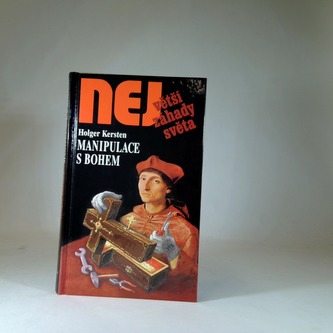 NEJ
větší
záhady
světa
Holger Kersten
MANIPULACE
S BOHEM